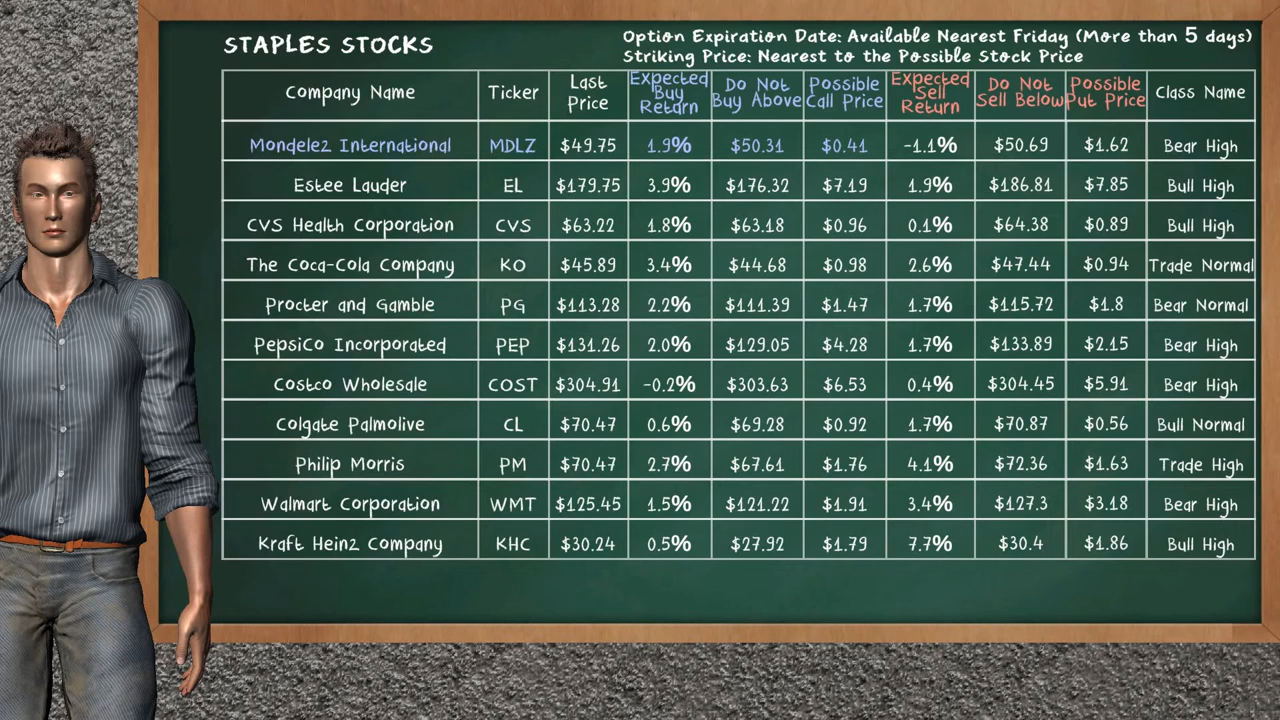 STAPLES STOCKS
Option Expiration Date: Available Nearest Friday (More than 5 days)
Striking Price: Nearest to the Possible Stock Price
Company Name Ticker Last Price Expected Buy Return Do Not Buy Above Possible Call Price Expected Sell Return Do Not Sell Below Possible Put Price Class Name
Mondelez International MDLZ $49.75 1.9% $50.31 $0.41 -1.1% $50.69 $1.62 Bear High
Estee Lauder EL $179.75 3.9% $176.32 $7.19 1.9% $186.81 $7.85 Bull High
CVS Health Corporation CVS $63.22 1.8% $63.18 $0.96 0.1% $64.38 $0.89 Bull High
The Coca-Cola Company KO $45.89 3.4% $44.68 $0.98 2.6% $47.44 $0.94 Trade Normal
Procter and Gamble PG $113.28 2.2% $111.39 $1.47 1.7% $115.72 $1.8 Bear Normal
PepsiCo Incorporated PEP $131.26 2.0% $129.05 $4.28 1.7% $133.89 $2.15 Bear High
Costco Wholesale COST $304.91 -0.2% $303.63 $6.53 0.4% $304.45 $5.91 Bear High
Colgate Palmolive CL $70.47 0.6% $69.28 $0.92 1.7% $70.87 $0.56 Bull Normal
Philip Morris PM $70.47 2.7% $67.61 $1.76 4.1% $72.36 $1.63 Trade High
Walmart Corporation WMT $125.45 1.5% $121.22 $1.91 3.4% $127.3 $3.18 Bear High
Kraft Heinz Company KHC $30.24 0.5% $27.92 $1.79 7.7% $30.4 $1.86 Bull High